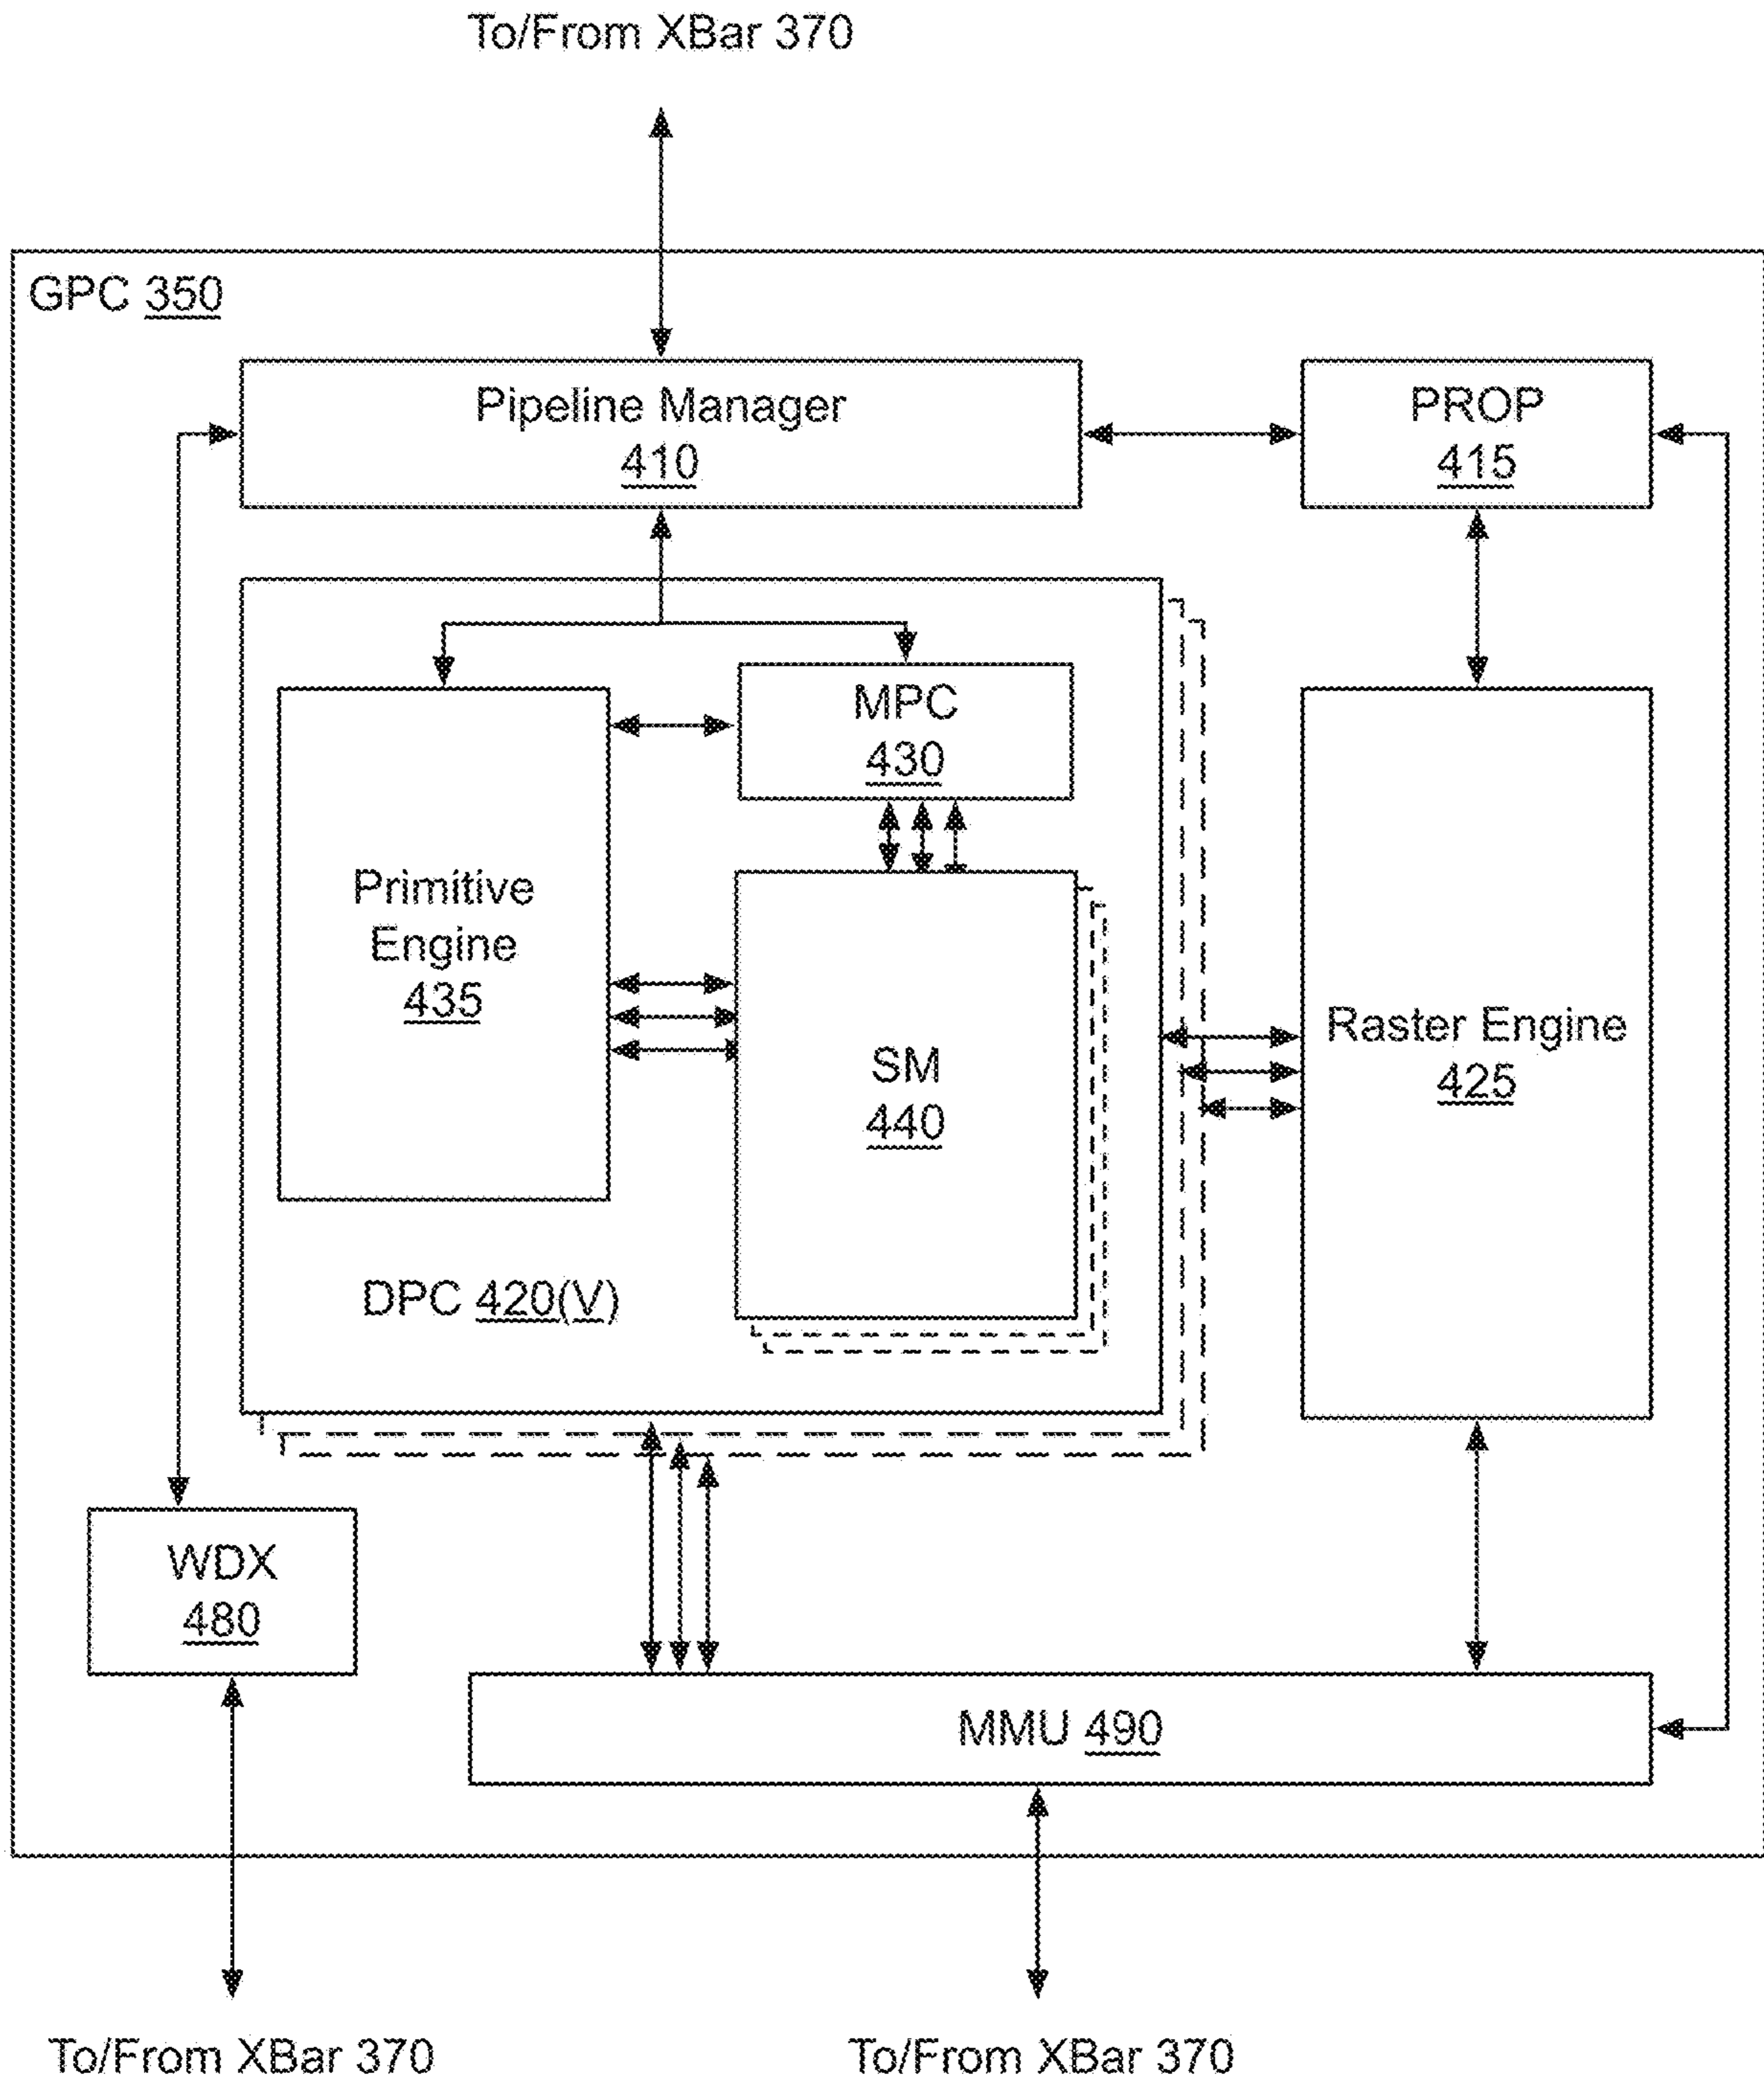 To/From XBar 370
GPC 350
Pipeline Manager
410
PROP
415
MPC
430
Primitive
Engine
435
SM
440
Raster Engine
425
DPC 420(V)
WDX
480
MMU 490
To/From XBar 370
To/From XBar 370